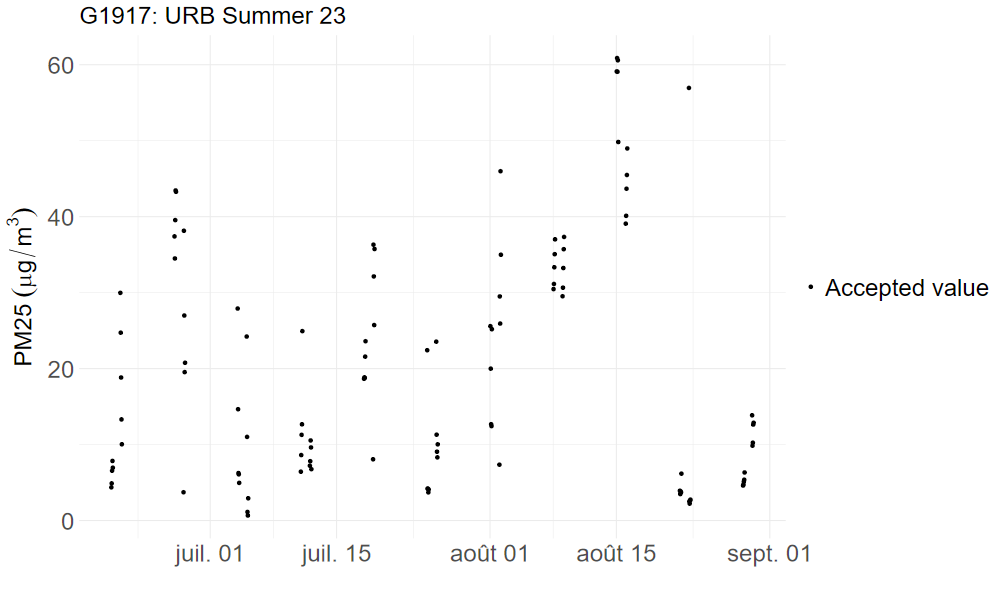 G1917: URB Summer 23
60
40
20
0
PM25 (μg/m³)
juil. 01
juil. 15
août 01
août 15
sept. 01
Accepted value